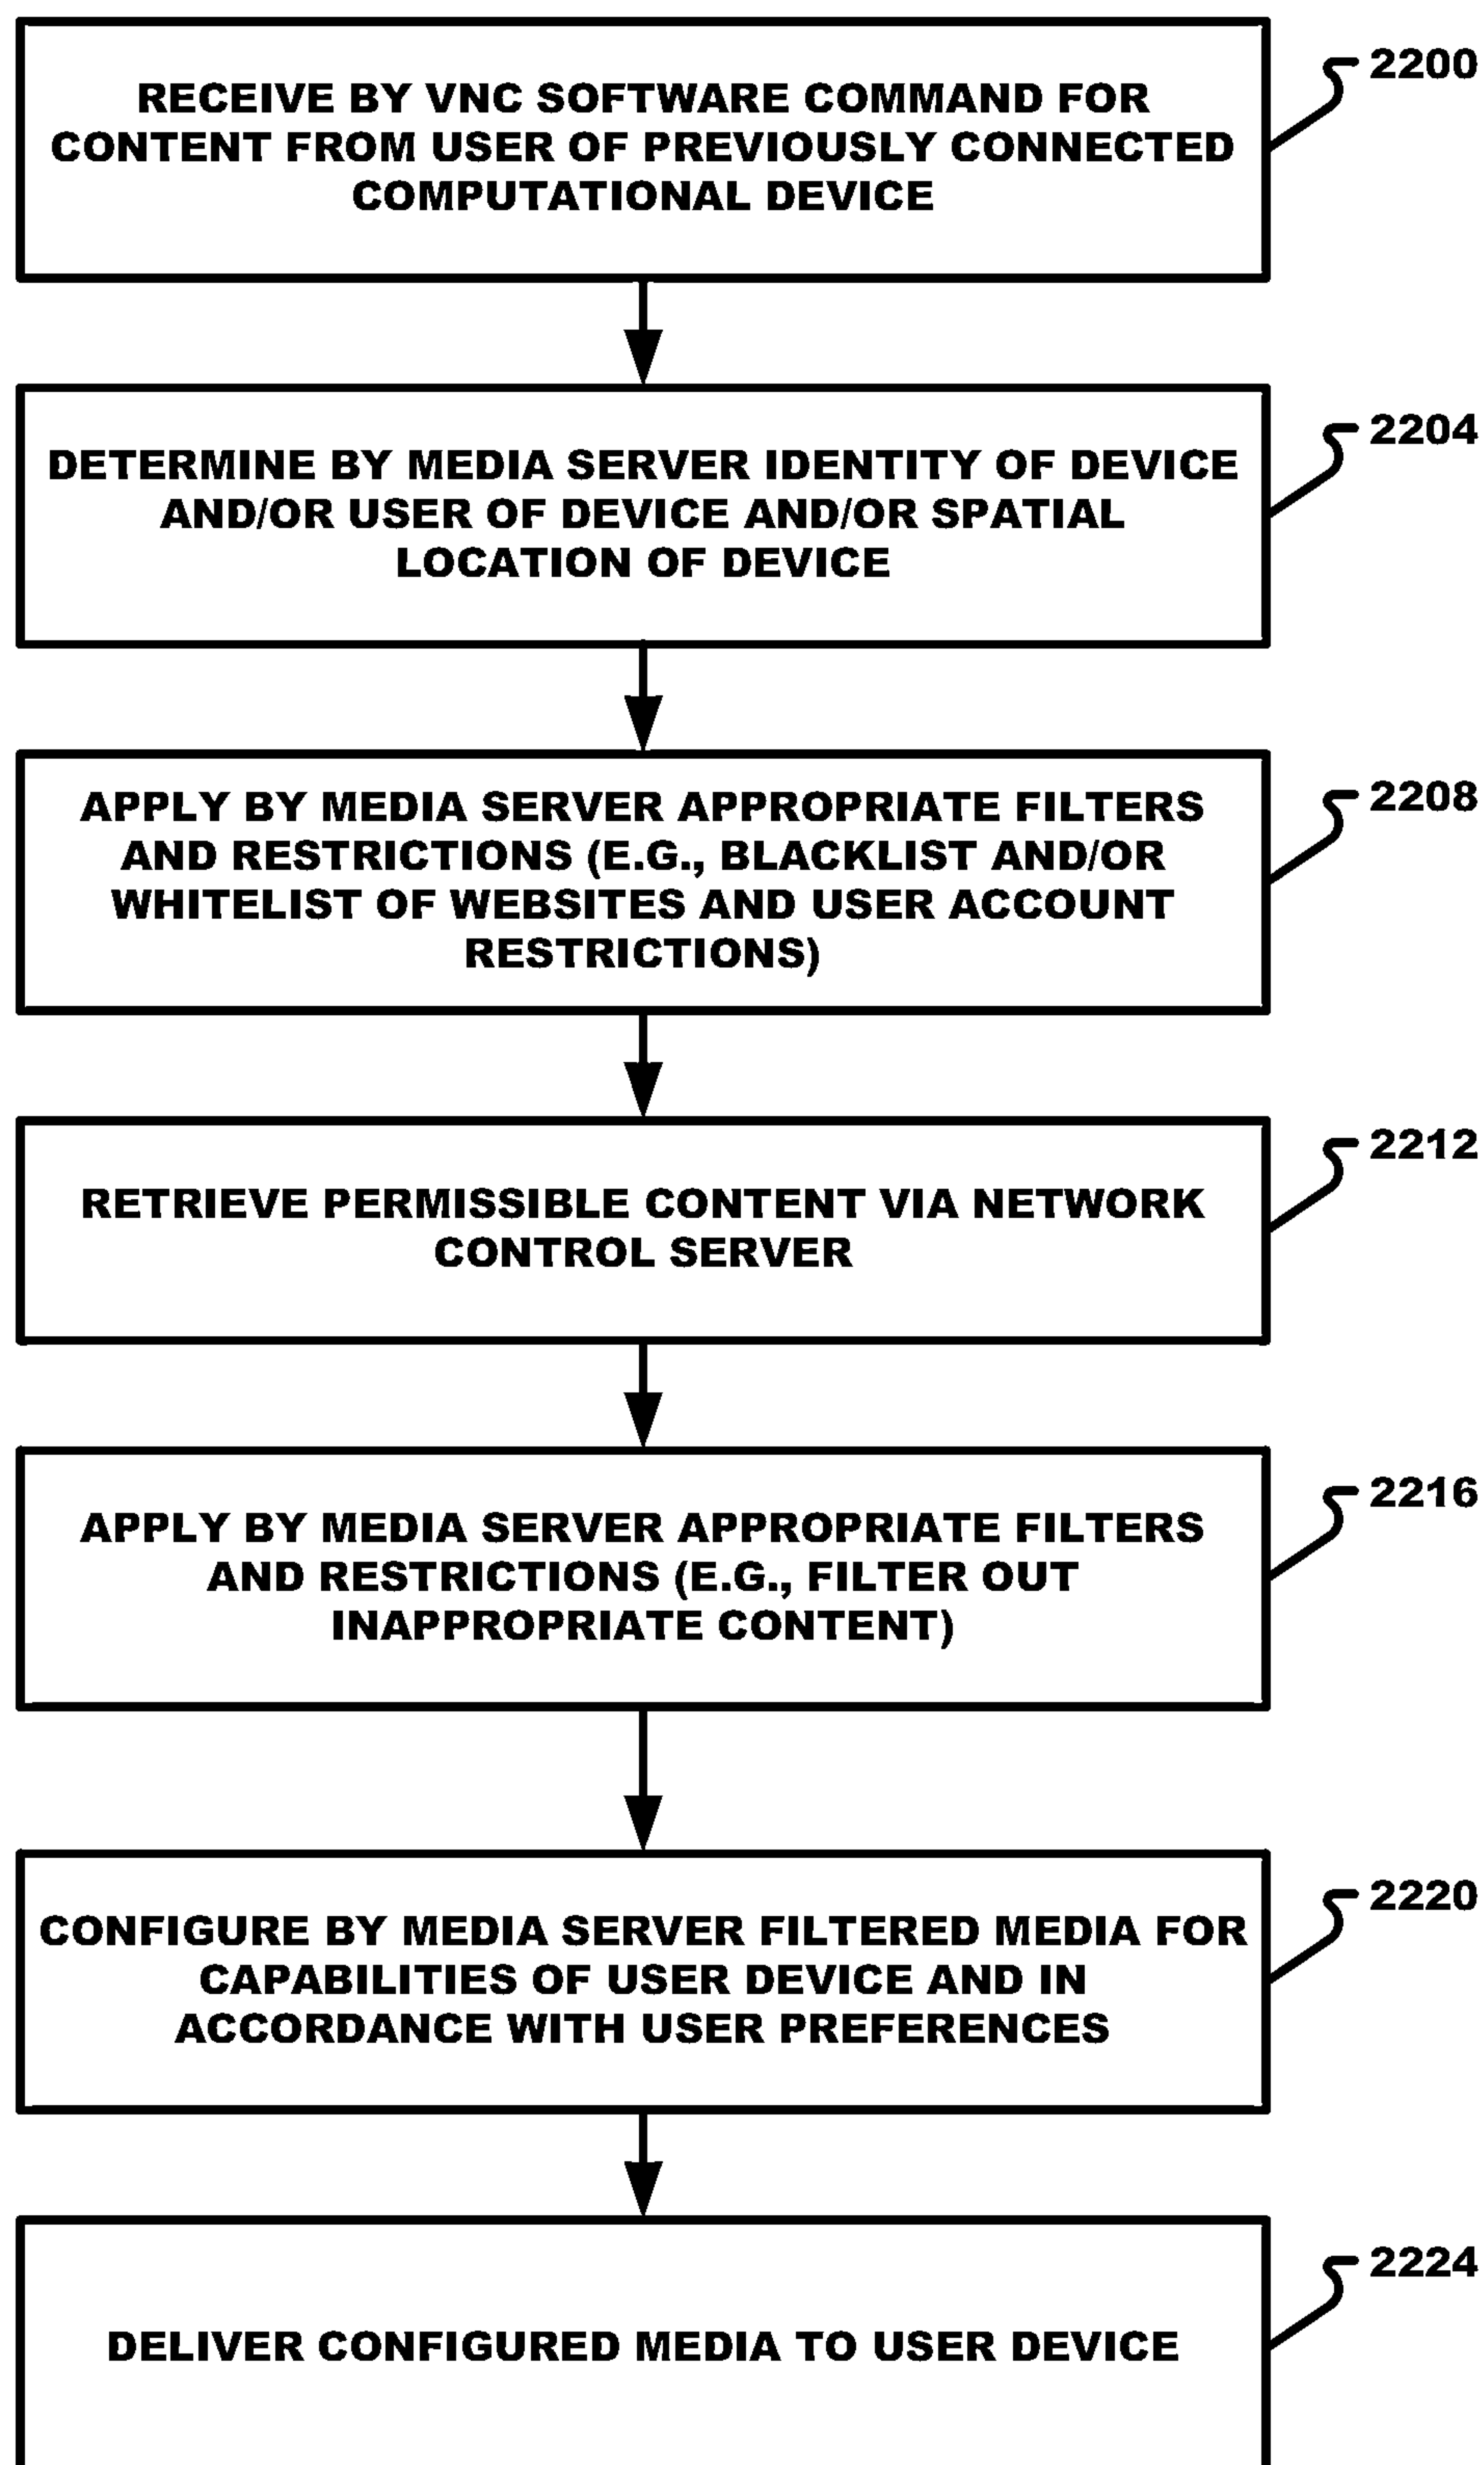 RECEIVE BY VNC SOFTWARE COMMAND FOR
CONTENT FROM USER OF PREVIOUSLY CONNECTED
COMPUTATIONAL DEVICE
2200
DETERMINE BY MEDIA SERVER IDENTITY OF DEVICE
AND/OR USER OF DEVICE AND/OR SPATIAL
LOCATION OF DEVICE
2204
APPLY BY MEDIA SERVER APPROPRIATE FILTERS
AND RESTRICTIONS (E.G., BLACKLIST AND/OR
WHITELIST OF WEBSITES AND USER ACCOUNT
RESTRICTIONS)
2208
RETRIEVE PERMISSIBLE CONTENT VIA NETWORK
CONTROL SERVER
2212
APPLY BY MEDIA SERVER APPROPRIATE FILTERS
AND RESTRICTIONS (E.G., FILTER OUT
INAPPROPRIATE CONTENT)
2216
CONFIGURE BY MEDIA SERVER FILTERED MEDIA FOR
CAPABILITIES OF USER DEVICE AND IN
ACCORDANCE WITH USER PREFERENCES
2220
DELIVER CONFIGURED MEDIA TO USER DEVICE
2224